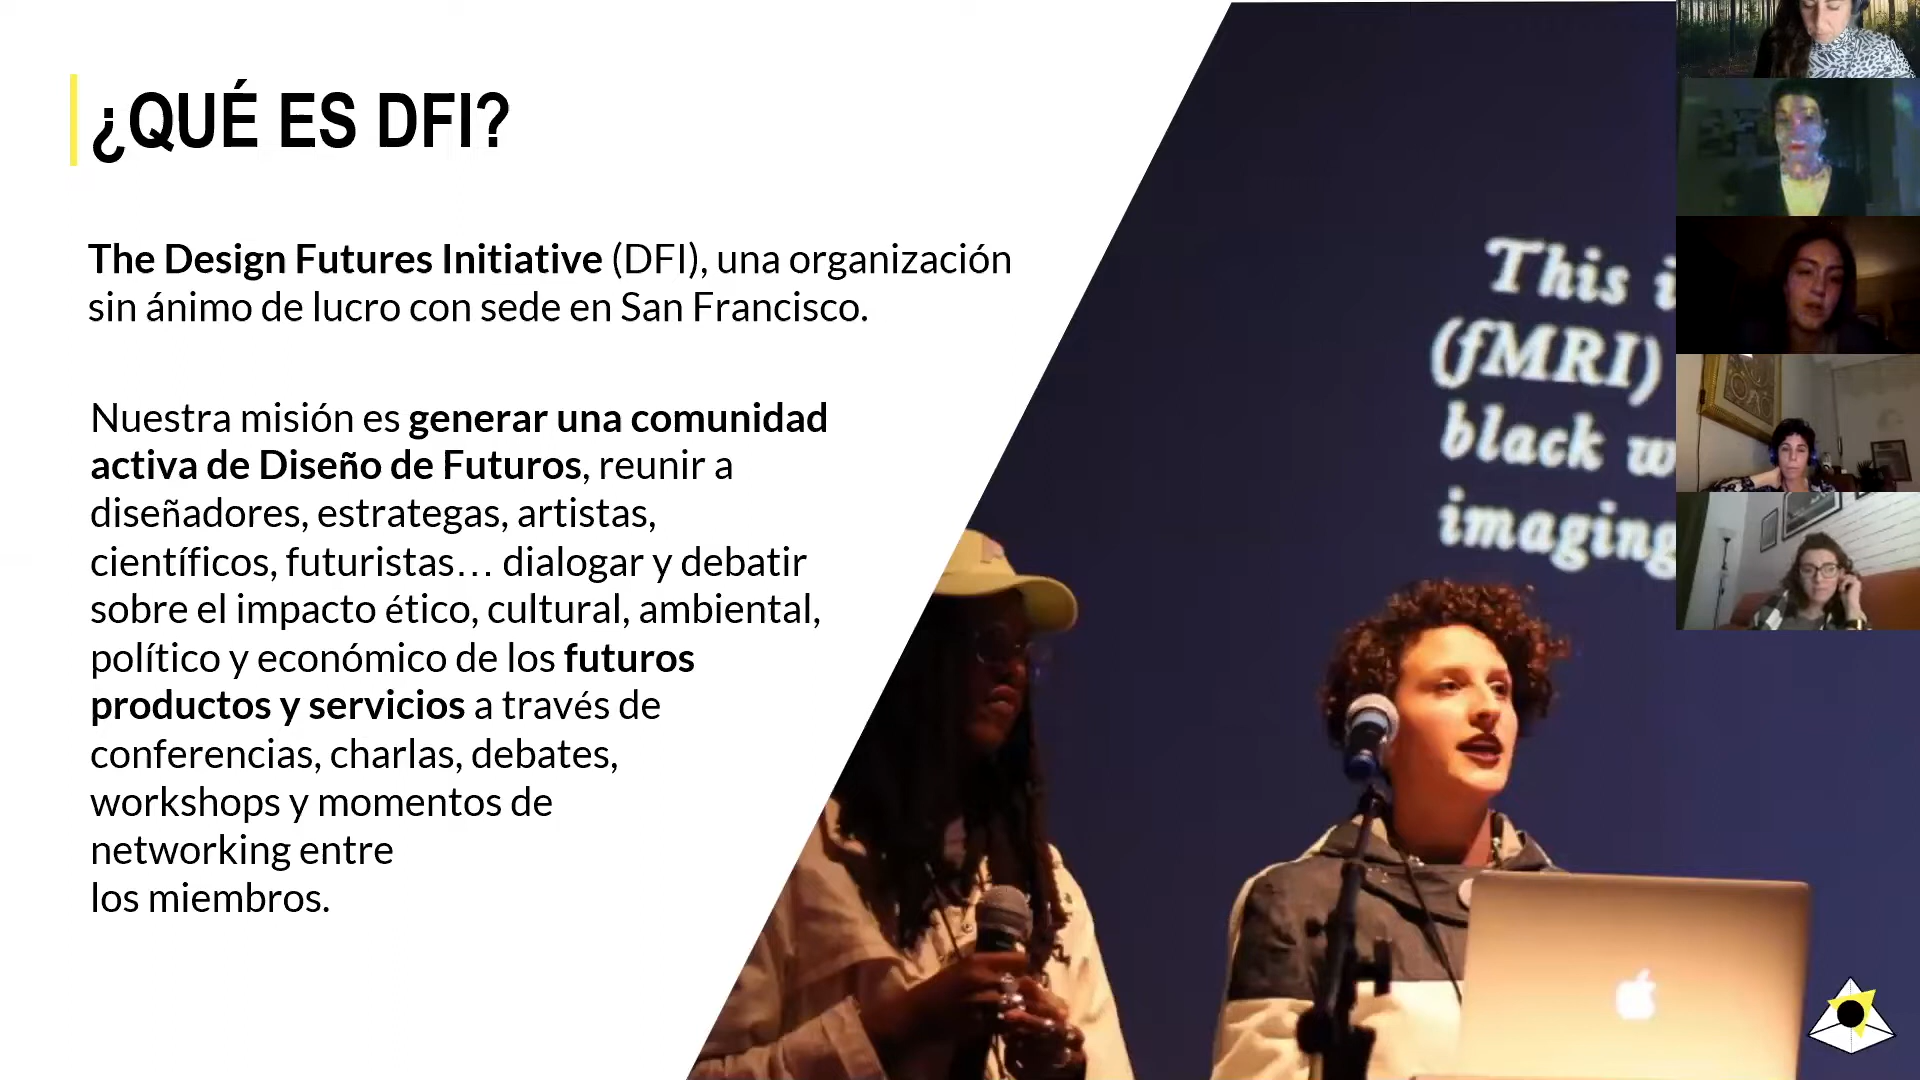 ¿QUÉ ES DFI?
The Design Futures Initiative (DFI), una organización
sin ánimo de lucro con sede en San Francisco.
Nuestra misión es generar una comunidad
activa de Diseño de Futuros, reunir a
diseñadores, estrategas, artistas,
científicos, futuristas... dialogar y debatir
sobre el impacto ético, cultural, ambiental,
político y económico de los futuros
productos y servicios a través de
conferencias, charlas, debates,
workshops y momentos de
networking entre
los miembros.
This
(fMRI)
black
imaging